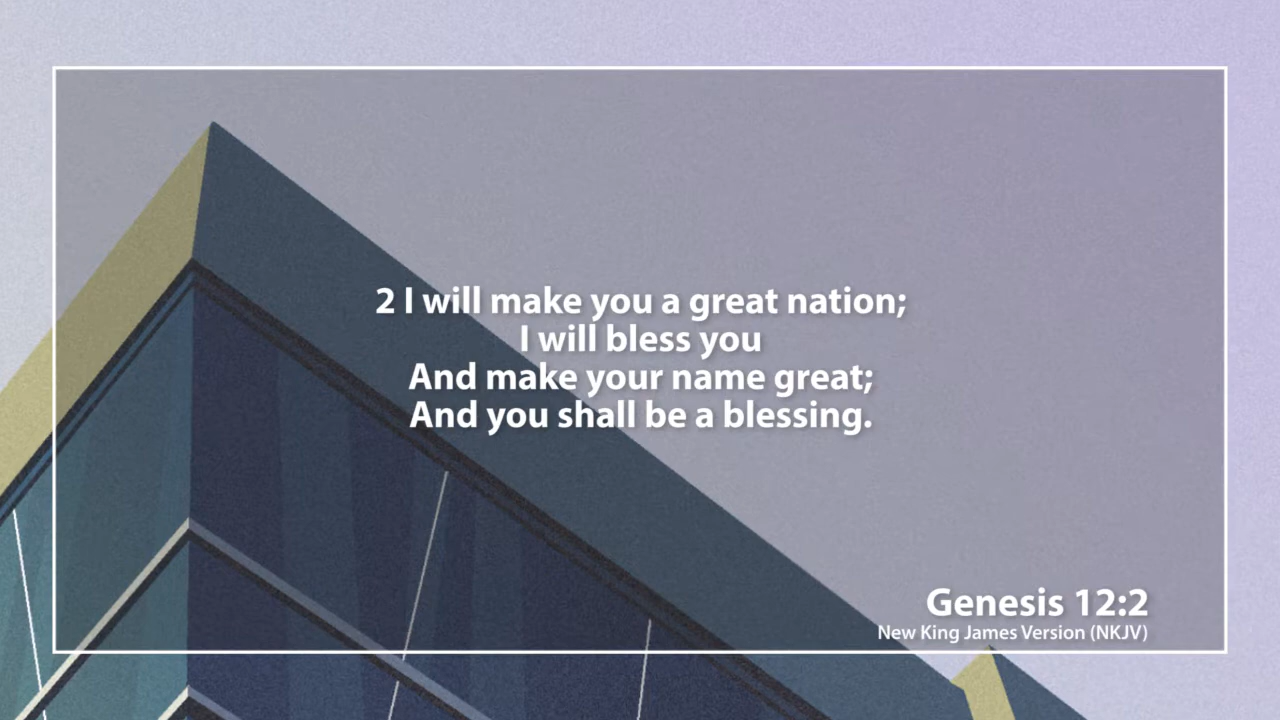 2 I will make you a great nation;
I will bless you
And make your name great;
And you shall be a blessing.
Genesis 12:2
New King James Version (NKJV)